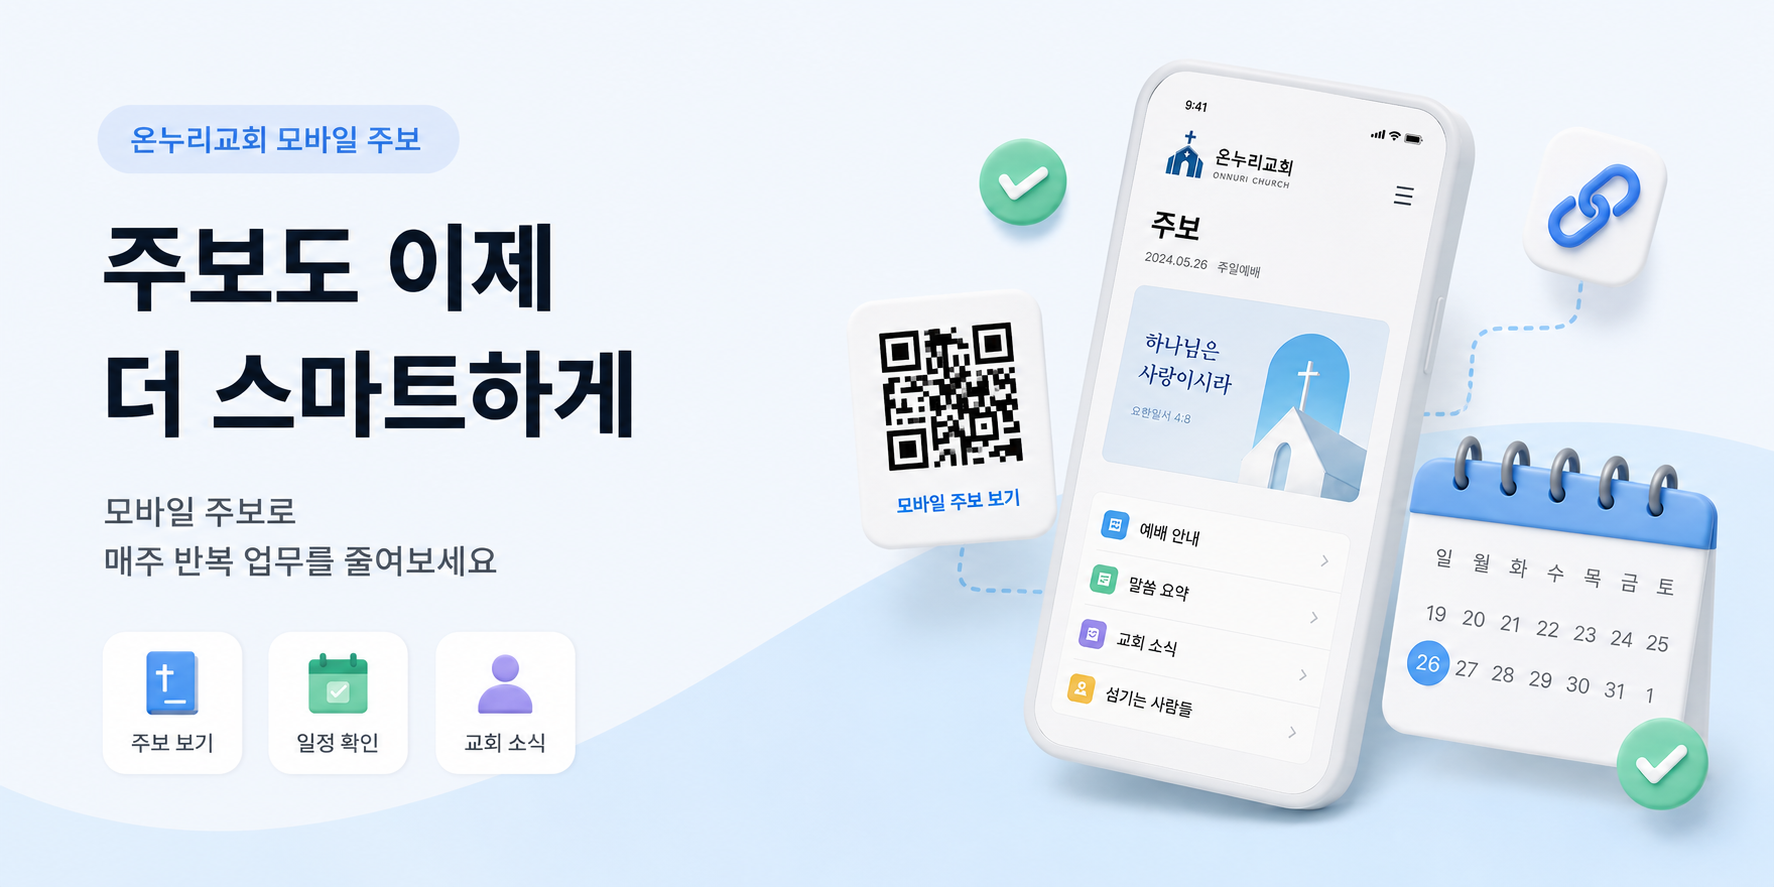 온누리교회 모바일 주보
주보도 이제
더 스마트하게
모바일 주보로
매주 반복 업무를 줄여보세요
주보 보기
일정 확인
교회 소식
모바일 주보 보기
9:41
온누리교회
ONNURI CHURCH
주보
2024.05.26 주일예배
하나님은
사랑이시라
요한일서 4:8
예배 안내
말씀 요약
교회 소식
섬기는 사람들
일 월 화 수 목 금 토
19 20 21 22 23 24 25
26 27 28 29 30 31 1